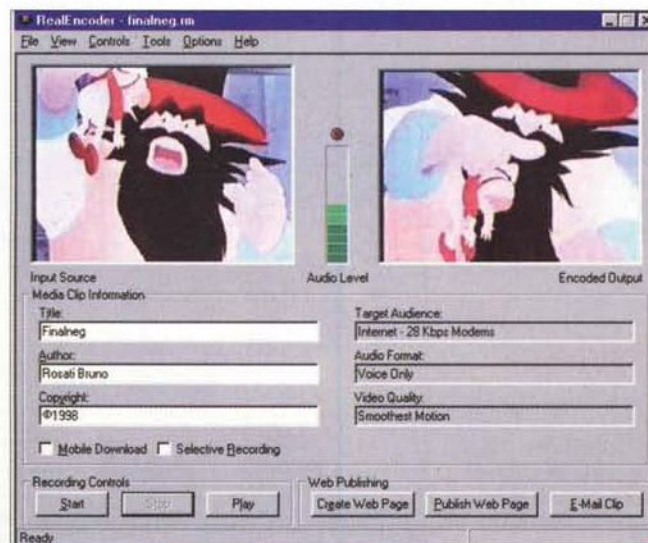 RealEncoder - finalneg.rm
File View Controls Tools Options Help
Input Source Audio Level Encoded Output
Media Clip Information
Title: Target Audience:
Finalneg Internet - 28 Kbps Modems
Author: Audio Format:
Rosati Bruno Voice Only
Copyright: Video Quality:
©1998 Smoothest Motion
Mobile Download Selective Recording
Recording Controls Web Publishing
Start Stop Play Create Web Page Publish Web Page E-Mail Clip
Ready